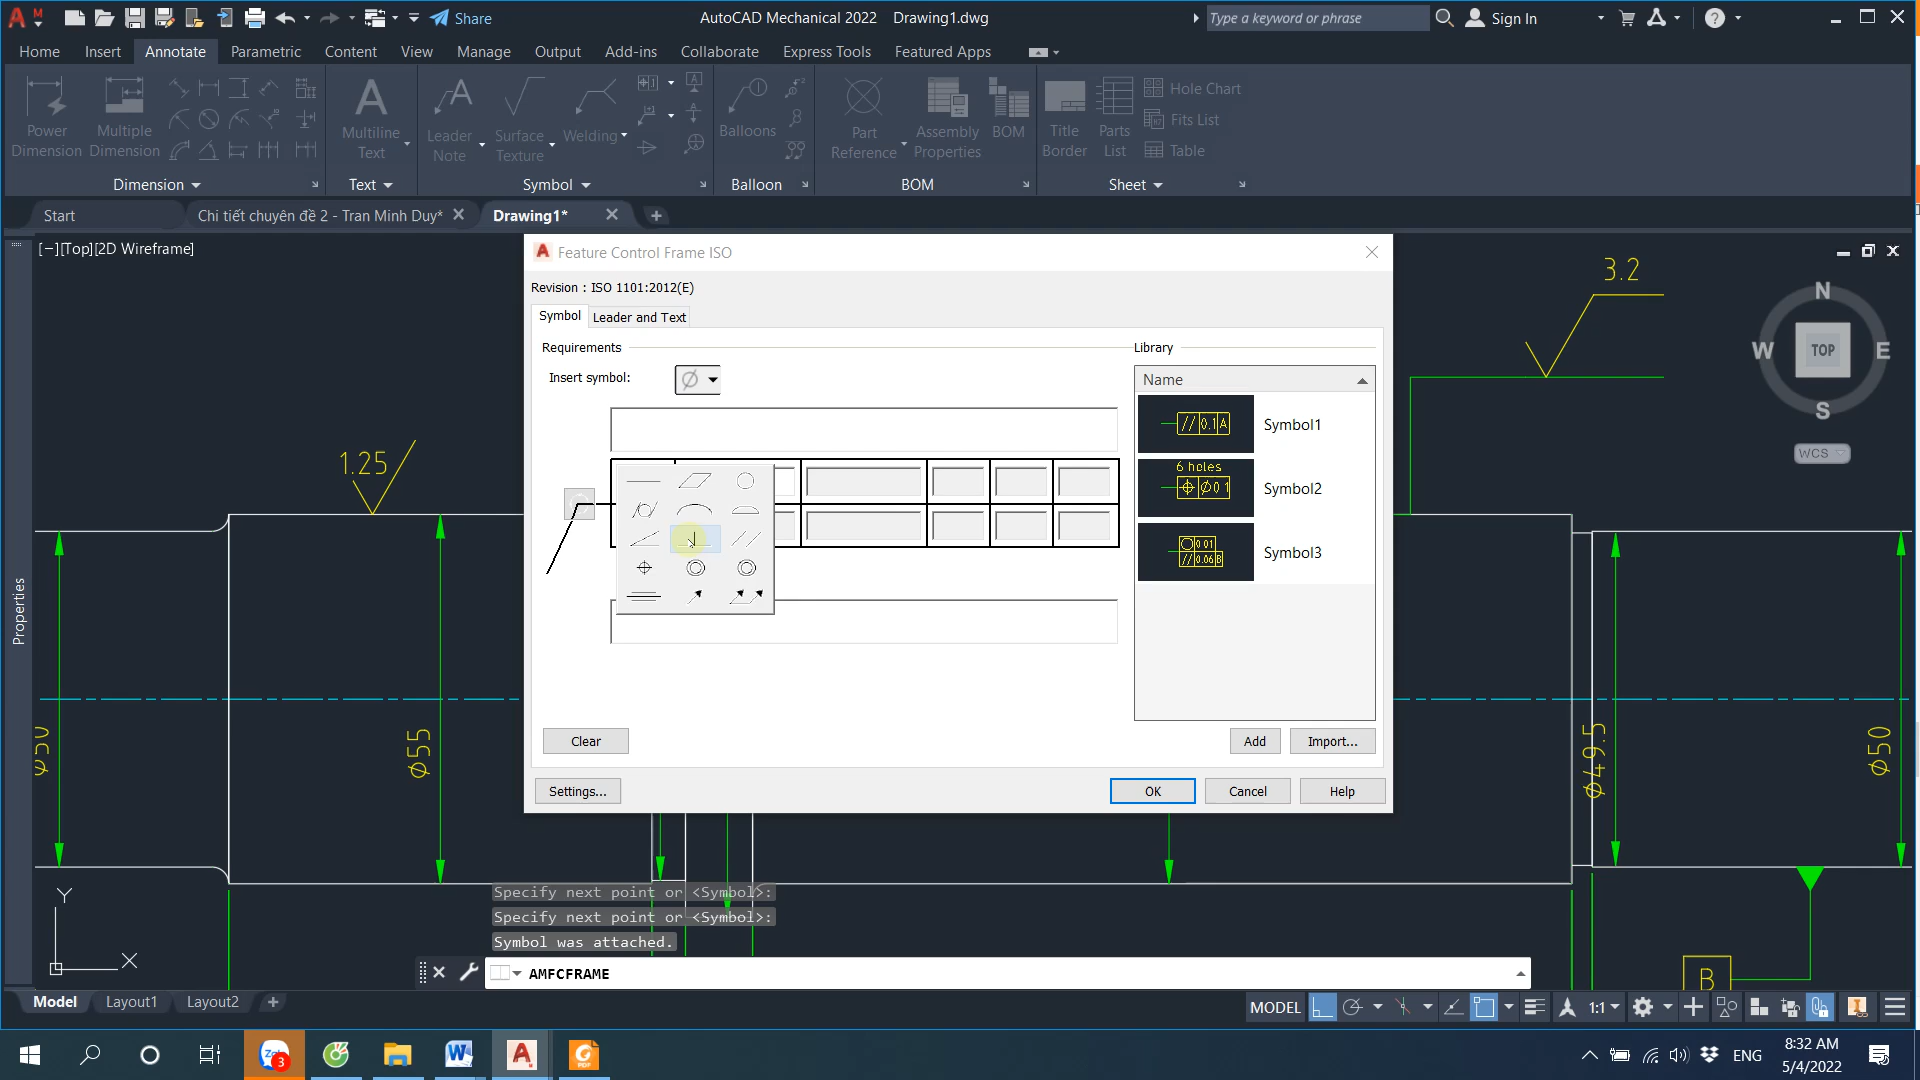 Share
AutoCAD Mechanical 2022 Drawing1.dwg
Type a keyword or phrase
Sign In
Home Insert Annotate Parametric Content View Manage Output Add-ins Collaborate Express Tools Featured Apps
Power Dimension
Multiple Dimension
Multiline Text
Leader Note
Surface Texture
Welding
Balloons
Part Reference
Assembly Properties
BOM
Title Border
Parts List
Hole Chart
Fits List
Table
Dimension Text Symbol Balloon BOM Sheet
Start
Chi tiết chuyên đề 2 - Tran Minh Duy*
Drawing1*
[−][Top][2D Wireframe]
Feature Control Frame ISO
Revision : ISO 1101:2012(E)
Symbol
Leader and Text
Requirements
Insert symbol:
Library
Name
// 0.1 A
Symbol1
6 holes
Symbol2
Symbol3
Clear
Add
Import...
Settings...
OK
Cancel
Help
3.2
N
W
TOP
E
S
WCS
1.25
φ50
φ55
φ49.5
φ50
B
Properties
Y
X
Specify next point or <Symbol>:
Specify next point or <Symbol>:
Symbol was attached.
AMFCFRAME
Model Layout1 Layout2
MODEL
1:1
3
ENG
8:32 AM
5/4/2022